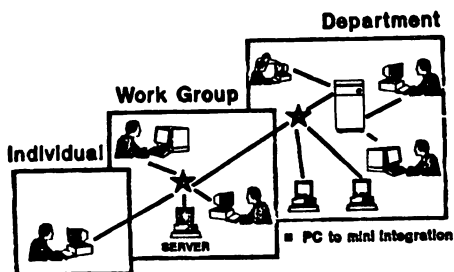 Department
Work Group
Individual
SERVER
= PC to mini integration